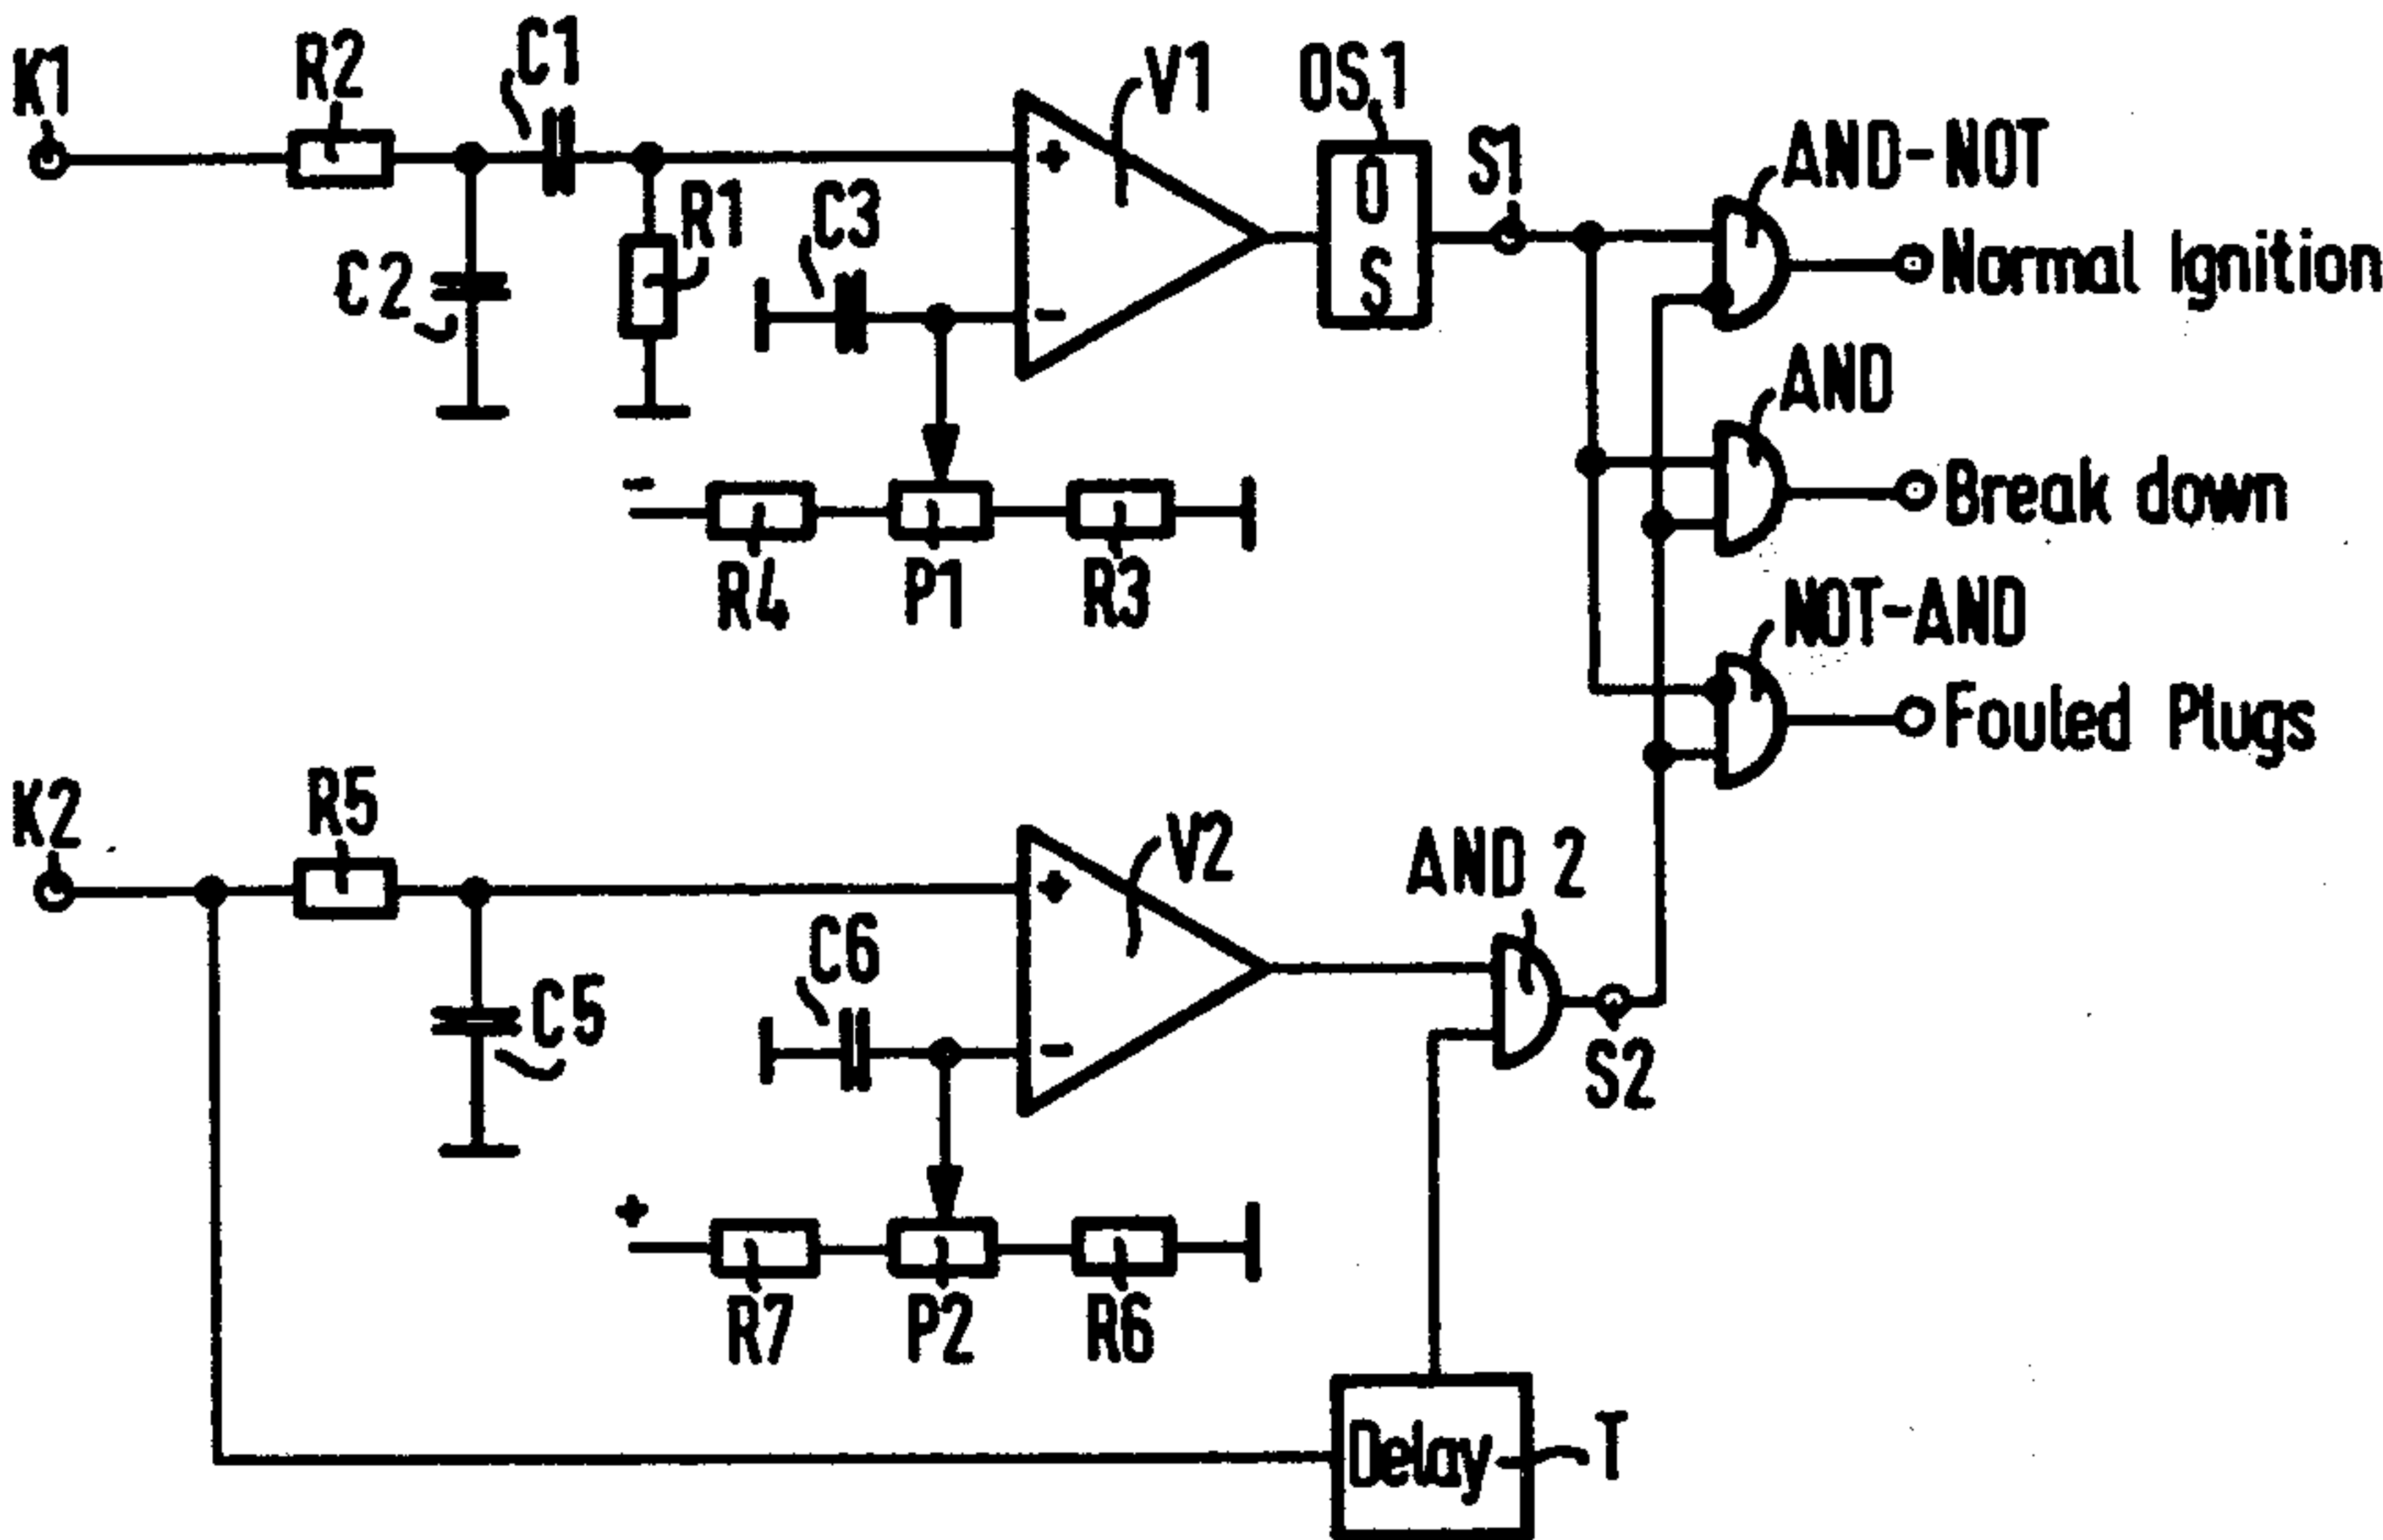 K1
R2
C1
V1
OS1
O
S
S1
AND-NOT
Normal Ignition
C2
R1
C3
+
-
AND
Break down
-
R4
P1
R3
NOT-AND
Fouled Plugs
K2
R5
V2
AND 2
+
C6
C5
-
S2
+
R7
P2
R6
Delay
T